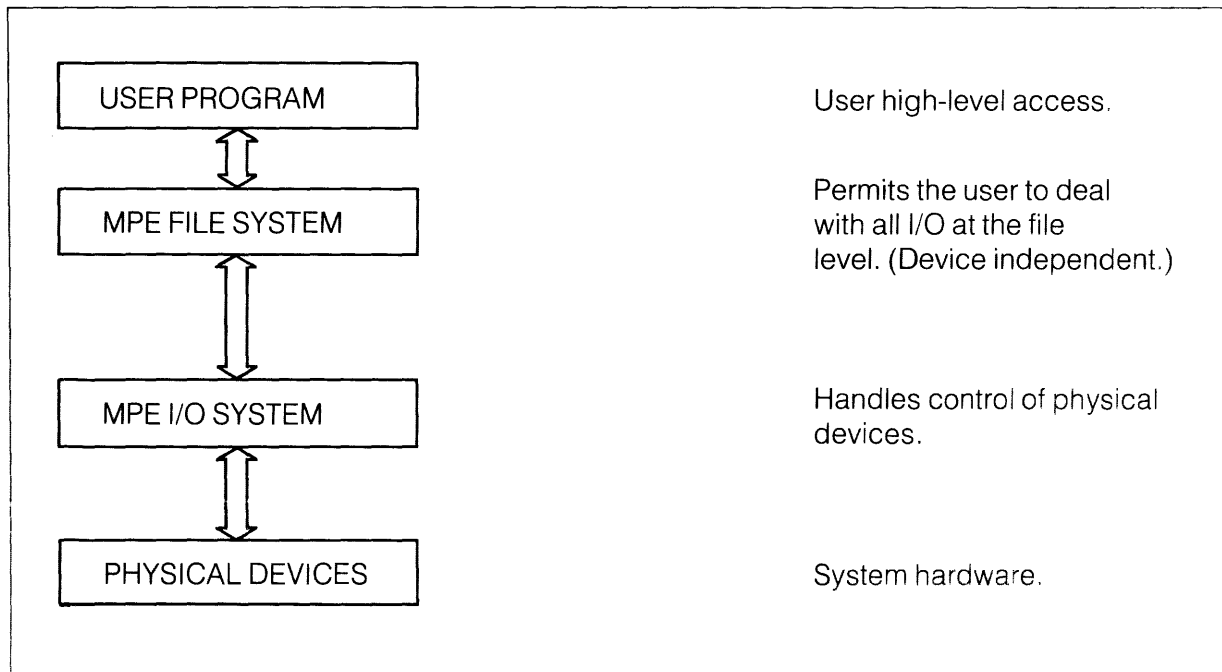 USER PROGRAM
User high-level access.
MPE FILE SYSTEM
Permits the user to deal
with all I/O at the file
level. (Device independent.)
MPE I/O SYSTEM
Handles control of physical
devices.
PHYSICAL DEVICES
System hardware.